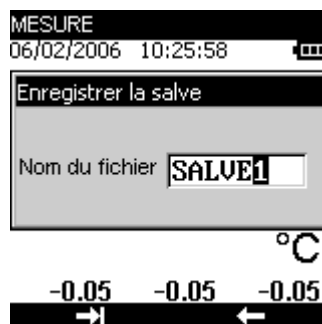 MESURE
06/02/2006 10:25:58
Enregistrer la salve
Nom du fichier SALVE1
°C
-0.05 -0.05 -0.05